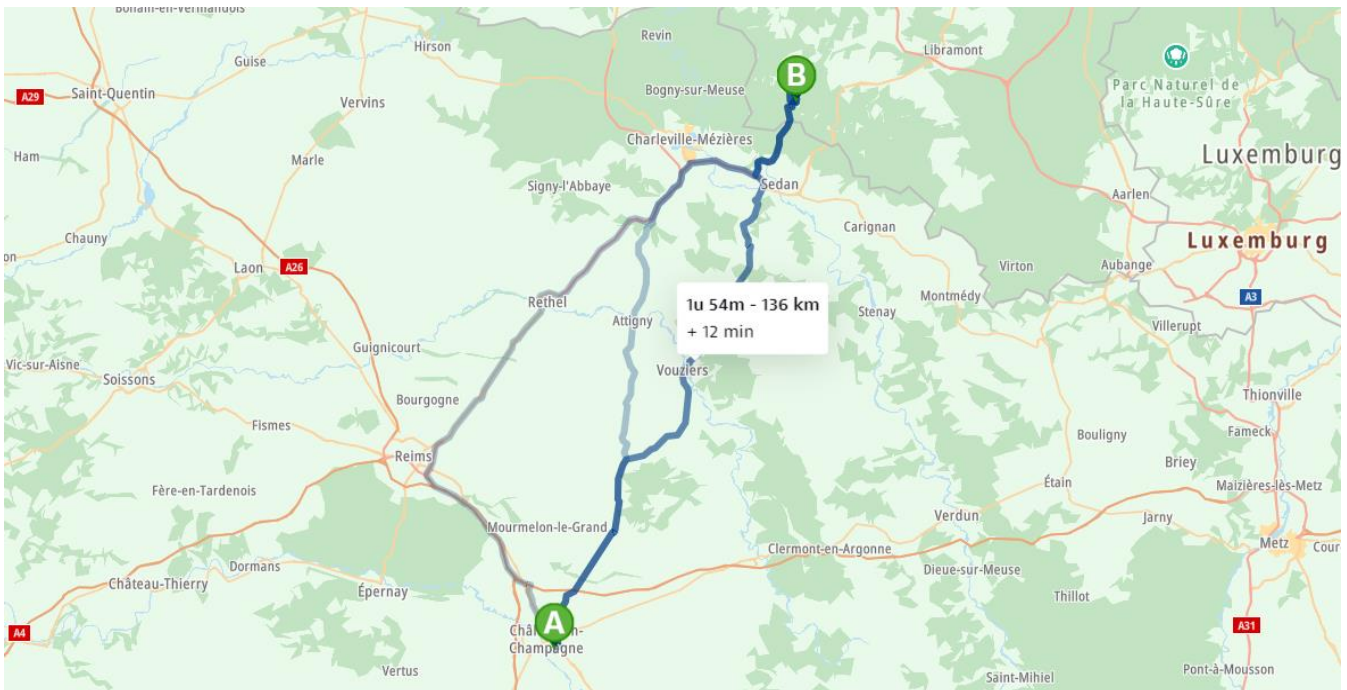 Bohain-en-Vermandois
Revin
Hirson
Libramont
Guise
B
Parc Naturel de
la Haute-Sûre
A29
Saint-Quentin
Bogny-sur-Meuse
Vervins
Charleville-Mézières
Ham
Marle
Luxemburg
Signy-l'Abbaye
Sedan
Aarlen
Carignan
Chauny
Luxemburg
Laon
A26
Virton
Aubange
Rethel
1u 54m - 136 km
+ 12 min
Montmédy
A3
Attigny
Stenay
Villerupt
Guignicourt
Vic-sur-Aisne
Soissons
Vouziers
Thionville
Bourgogne
Fismes
Fameck
Bouligny
Reims
Briey
Fère-en-Tardenois
Étain
Maizières-lès-Metz
Mourmelon-le-Grand
Verdun
Jarny
Clermont-en-Argonne
Metz
Cour
Dormans
Dieue-sur-Meuse
Château-Thierry
Épernay
Thillot
A
A4
A31
Champagne
Vertus
Saint-Mihiel
Pont-à-Mousson